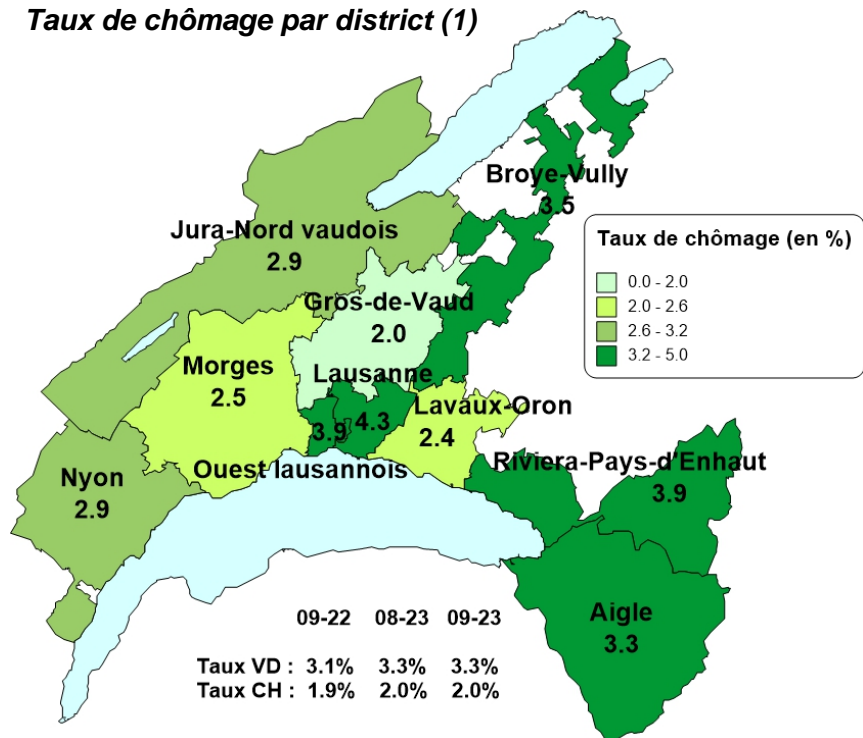 Taux de chômage par district (1)
Broye-Vully
3.5
Jura-Nord vaudois
2.9
Taux de chômage (en %)
0.0 - 2.0
2.0 - 2.6
2.6 - 3.2
3.2 - 5.0
Gros-de-Vaud
2.0
Morges
2.5
Lausanne
4.3
3.9
Ouest lausannois
Lavaux-Oron
2.4
Riviera-Pays-d'Enhaut
3.9
Nyon
2.9
Aigle
3.3
09-22 08-23 09-23
Taux VD : 3.1% 3.3% 3.3%
Taux CH : 1.9% 2.0% 2.0%